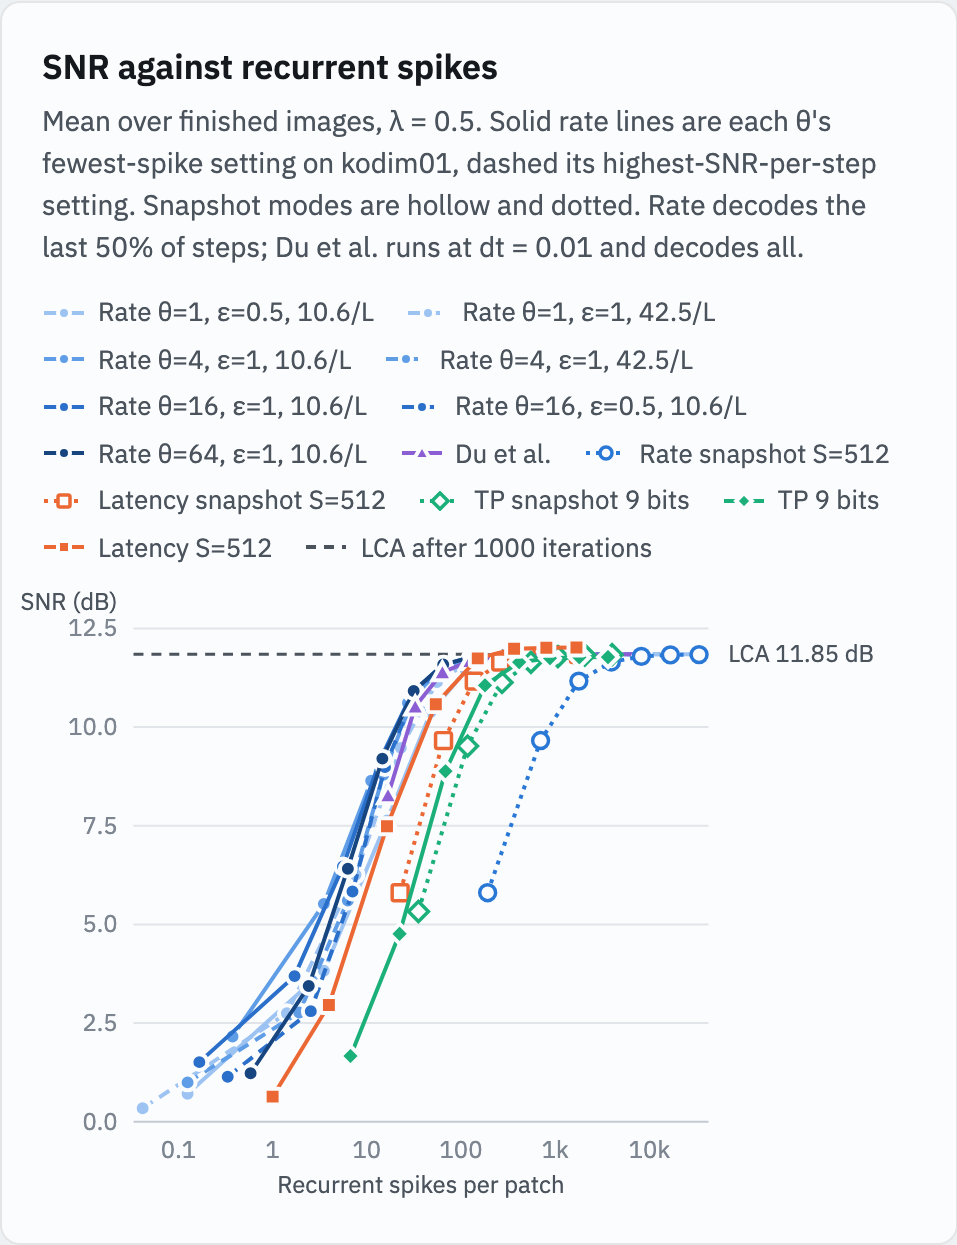 SNR against recurrent spikes
Mean over finished images, λ = 0.5. Solid rate lines are each θ's
fewest-spike setting on kodim01, dashed its highest-SNR-per-step
setting. Snapshot modes are hollow and dotted. Rate decodes the
last 50% of steps; Du et al. runs at dt = 0.01 and decodes all.
Rate θ=1, ε=0.5, 10.6/L Rate θ=1, ε=1, 42.5/L
Rate θ=4, ε=1, 10.6/L Rate θ=4, ε=1, 42.5/L
Rate θ=16, ε=1, 10.6/L Rate θ=16, ε=0.5, 10.6/L
Rate θ=64, ε=1, 10.6/L Du et al. Rate snapshot S=512
Latency snapshot S=512 TP snapshot 9 bits TP 9 bits
Latency S=512 LCA after 1000 iterations
SNR (dB)
12.5
LCA 11.85 dB
10.0
7.5
5.0
2.5
0.0
0.1 1 10 100 1k 10k
Recurrent spikes per patch